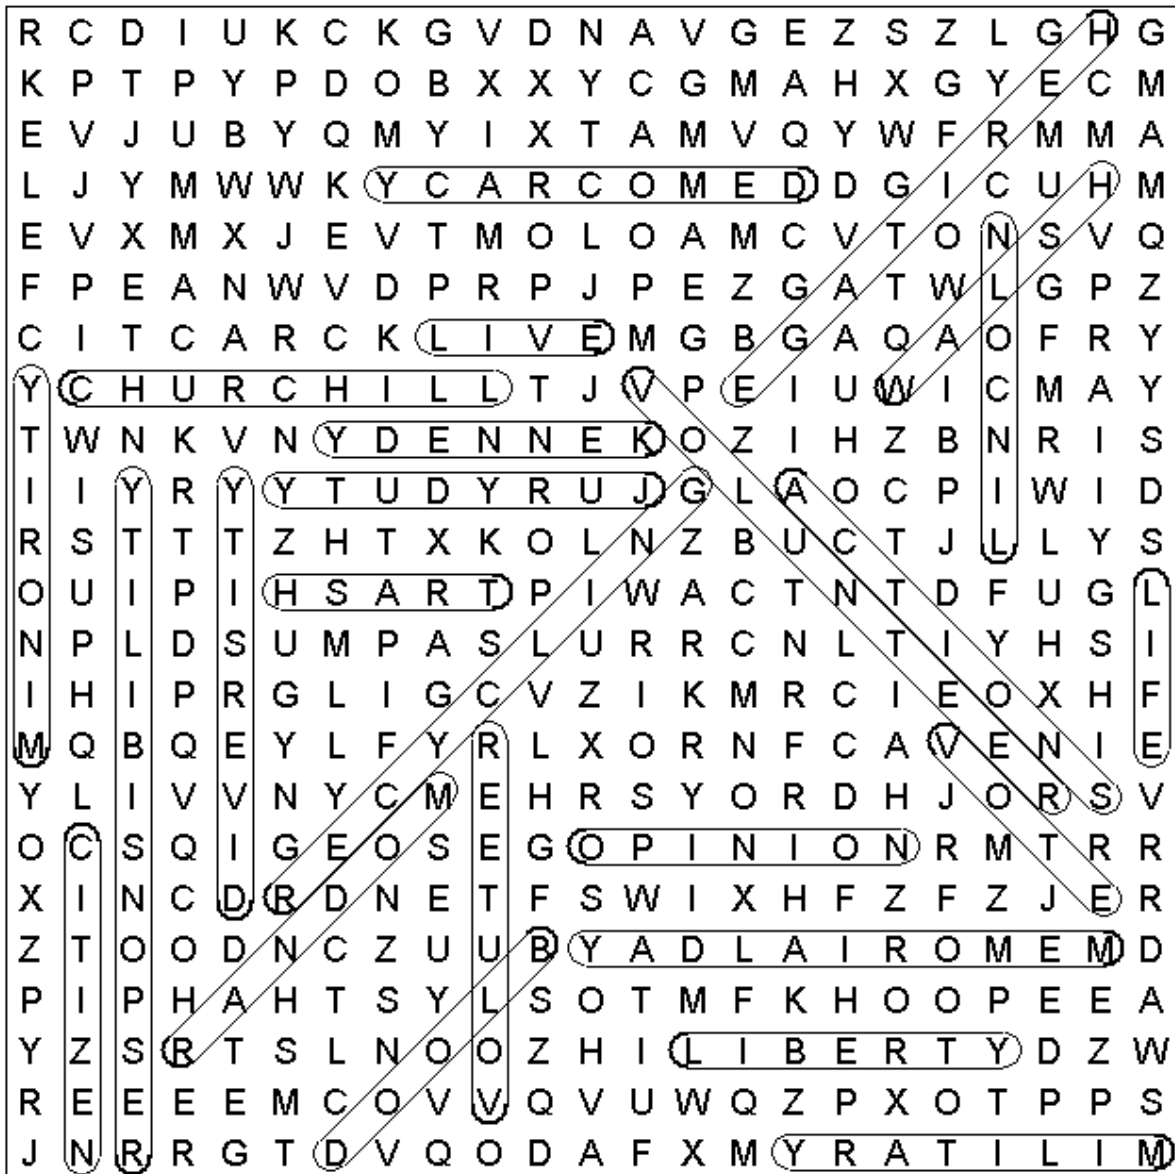 R C D I U K C K G V D N A V G E Z S Z L G H G
K P T P Y P D O B X X Y C G M A H X G Y E C M
E V J U B Y Q M Y I X T A M V Q Y W F R M M A
L J Y M W W K Y C A R C O M E D D G I C U H M
E V X M X J E V T M O L O A M C V T O N S V Q
F P E A N W V D P R P J P E Z G A T W L G P Z
C I T C A R C K L I V E M G B G A Q A O F R Y
Y C H U R C H I L L T J V P E I U W I C M A Y
T W N K V N Y D E N N E K O Z I H Z B N R I S
I I Y R Y Y T U D Y R U J G L A O C P I W I D
R S T T T Z H T X K O L N Z B U C T J L L Y S
O U I P I H S A R T P I W A C T N T D F U G L
N P L D S U M P A S L U R R C N L T I Y H S I
I H I P R G L I G C V Z I K M R C I E O X H F
M Q B Q E Y L F Y R L X O R N F C A V E N I E
Y L I V V N Y C M E H R S Y O R D H J O R S V
O C S Q I G E O S E G O P I N I O N R M T R R
X I N C D R D N E T F S W I X H F Z F Z J E R
Z T O O D N C Z U U B Y A D L A I R O M E M D
P I P H A H T S Y L S O T M F K H O O P E E A
Y Z S R T S L N O O Z H I L I B E R T Y D Z W
R E E E E M C O V V Q V U W Q Z P X O T P P S
J N R R G T D V Q O D A F X M Y R A T I L I M